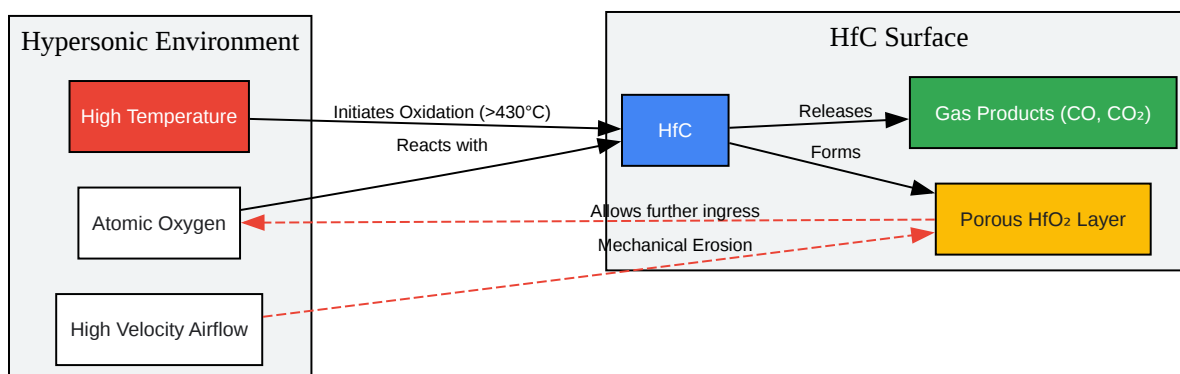 Hypersonic Environment
HfC Surface
High Temperature
Initiates Oxidation (>430°C)
HfC
Releases
Gas Products (CO, CO₂)
Reacts with
Forms
Atomic Oxygen
Allows further ingress
Porous HfO₂ Layer
Mechanical Erosion
High Velocity Airflow